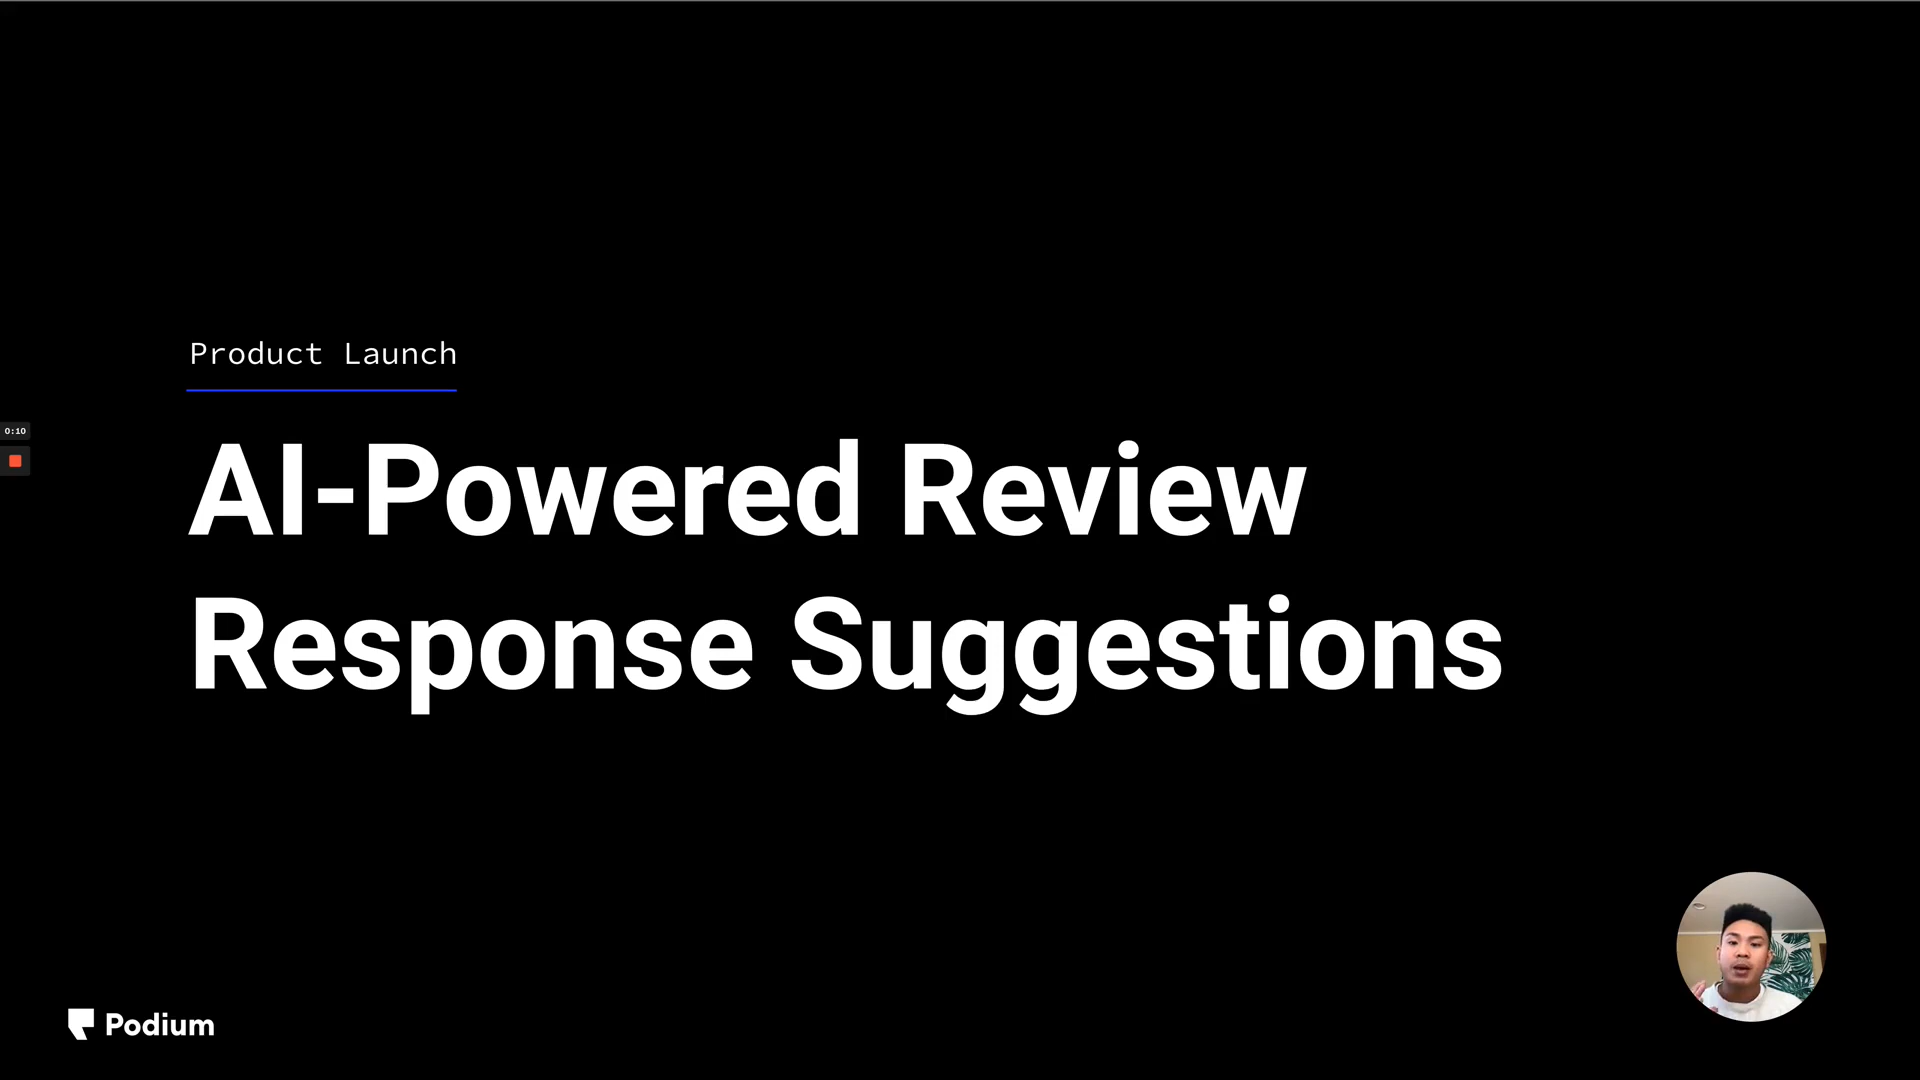 Product Launch
0:10
AI-Powered Review
Response Suggestions
Podium